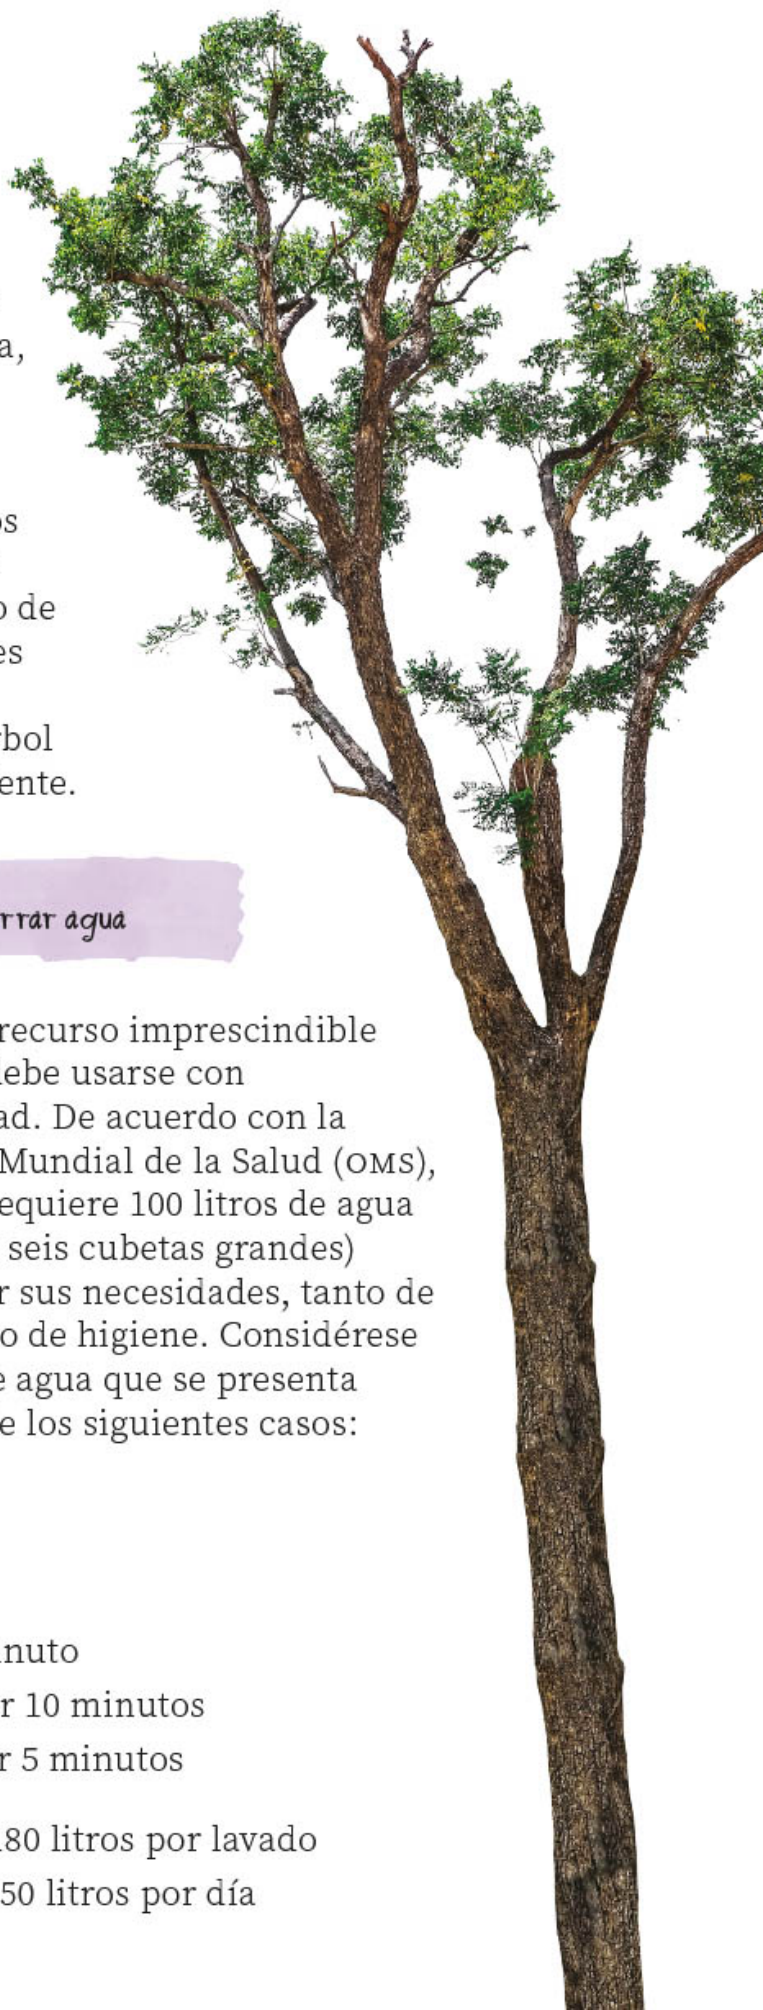 a,
os
o de
es
rbol
ente.
rrar agua
recurso imprescindible
debe usarse con
ad. De acuerdo con la
Mundial de la Salud (OMS),
equiere 100 litros de agua
seis cubetas grandes)
r sus necesidades, tanto de
o de higiene. Considérese
e agua que se presenta
e los siguientes casos:
nuto
r 10 minutos
r 5 minutos
80 litros por lavado
50 litros por día